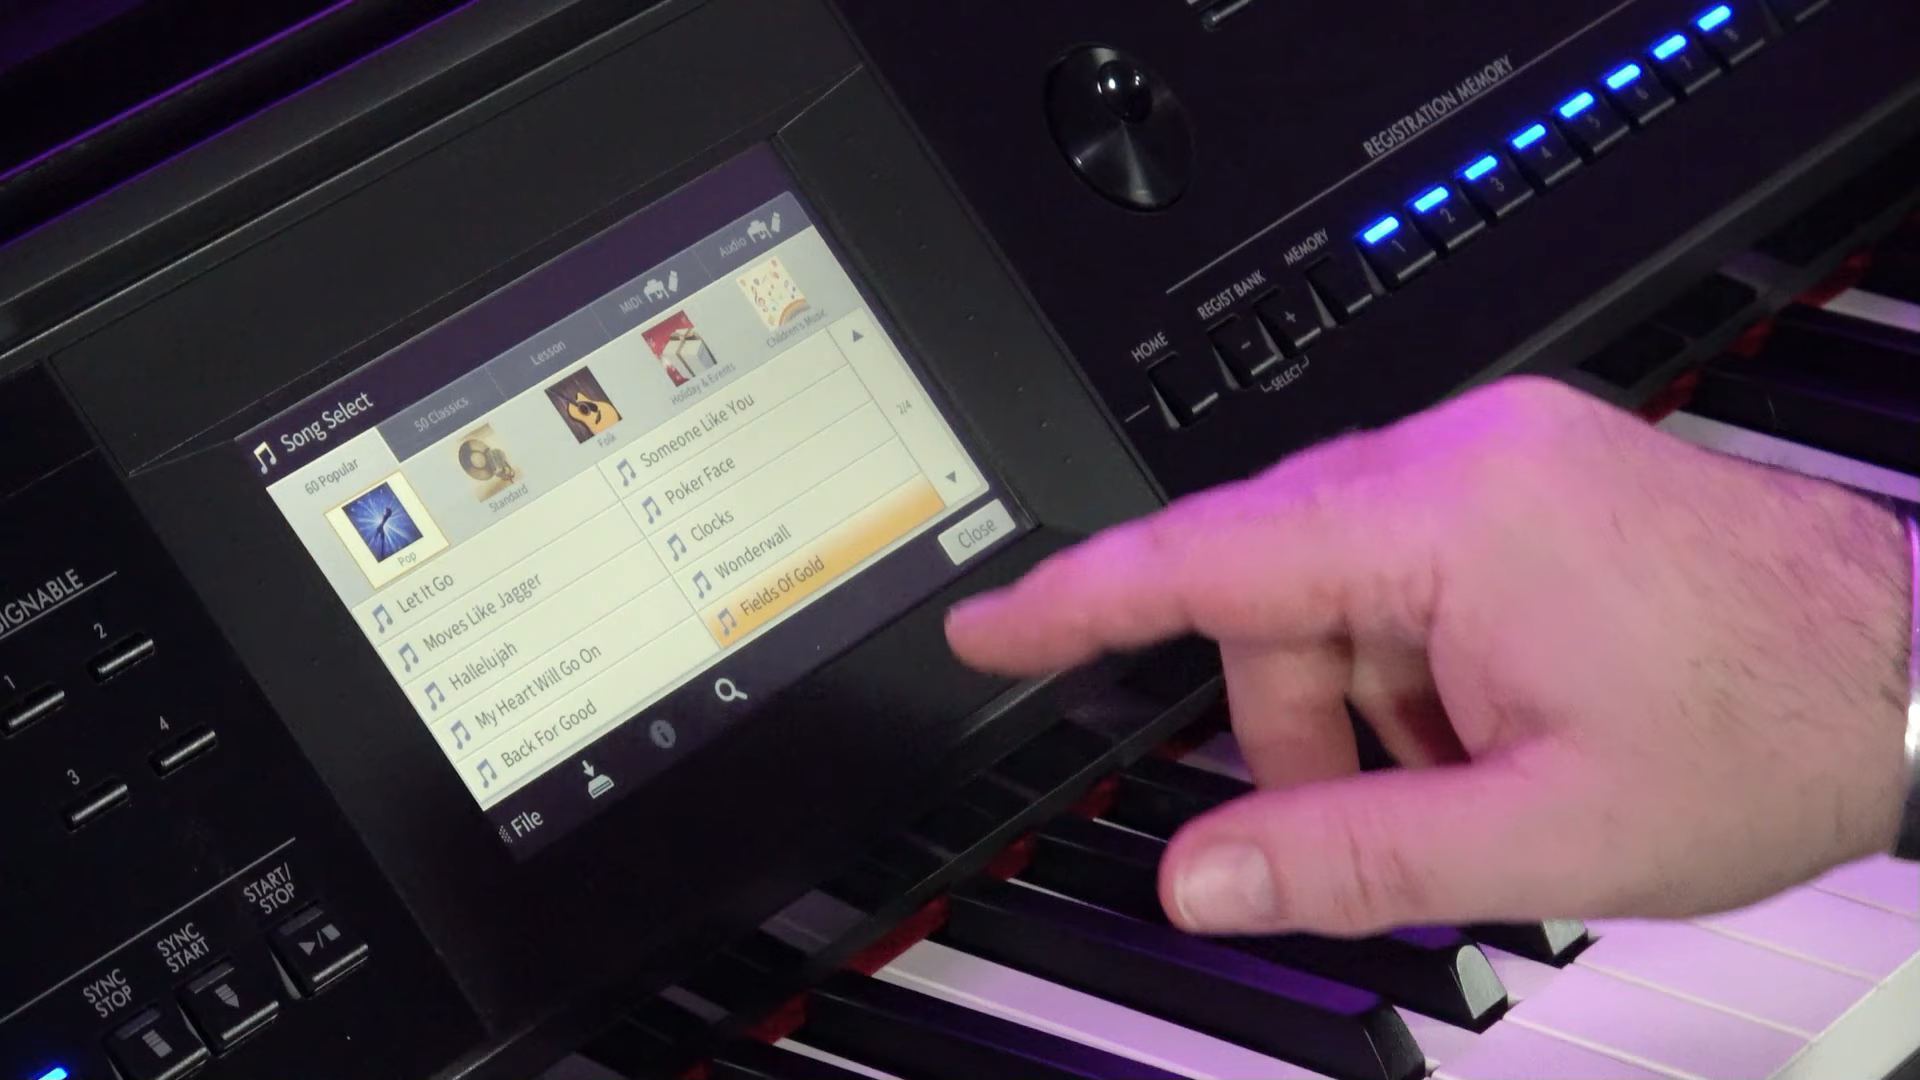 REGISTRATION MEMORY
1 2 3 4 5 6 7 8
MEMORY
REGIST BANK
- +
SELECT
HOME
Song Select
60 Popular
50 Classics
Lesson
MIDI
Audio
Pop
Standard
Folk
Holiday & Events
Children's Music
Let It Go
Moves Like Jagger
Hallelujah
My Heart Will Go On
Back For Good
Someone Like You
Poker Face
Clocks
Wonderwall
Fields Of Gold
2/4
Close
File
SIGNABLE
1 2
3 4
START/
STOP
SYNC
START
SYNC
STOP